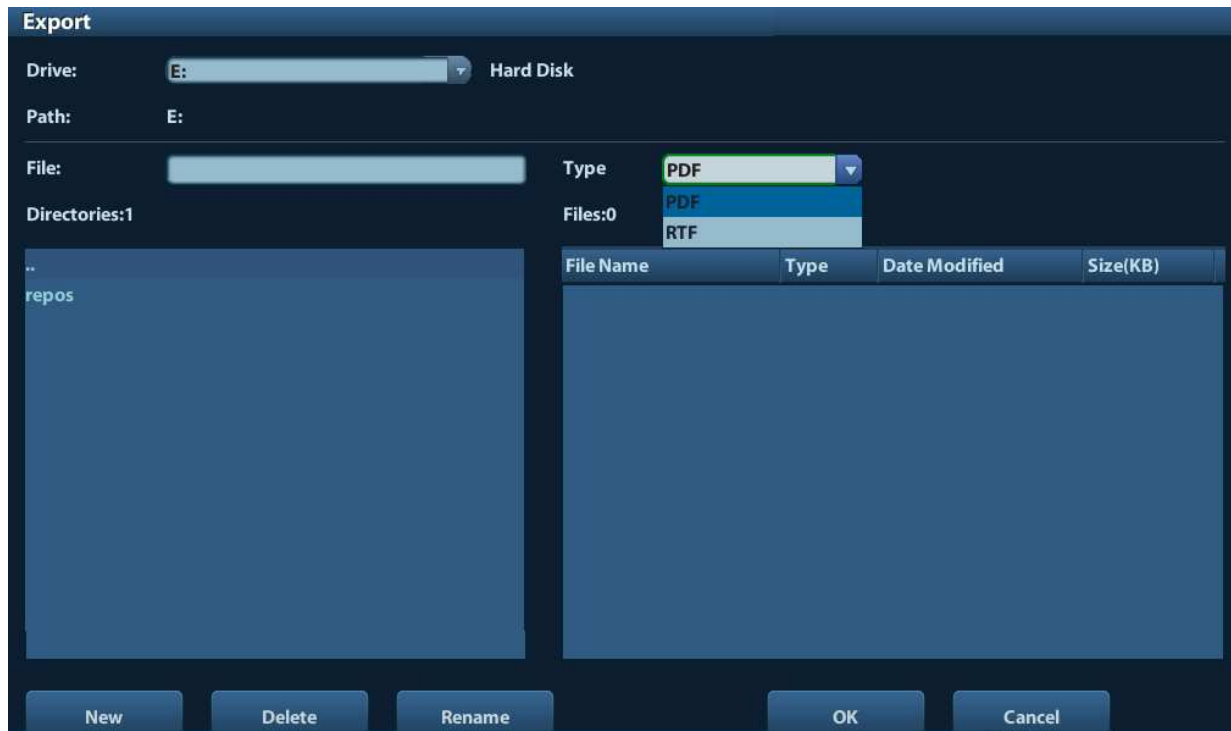 Export
Drive: E: Hard Disk
Path: E:
File: Type PDF
PDF
Directories:1 Files:0
RTF
.. File Name Type Date Modified Size(KB)
repos
New Delete Rename OK Cancel